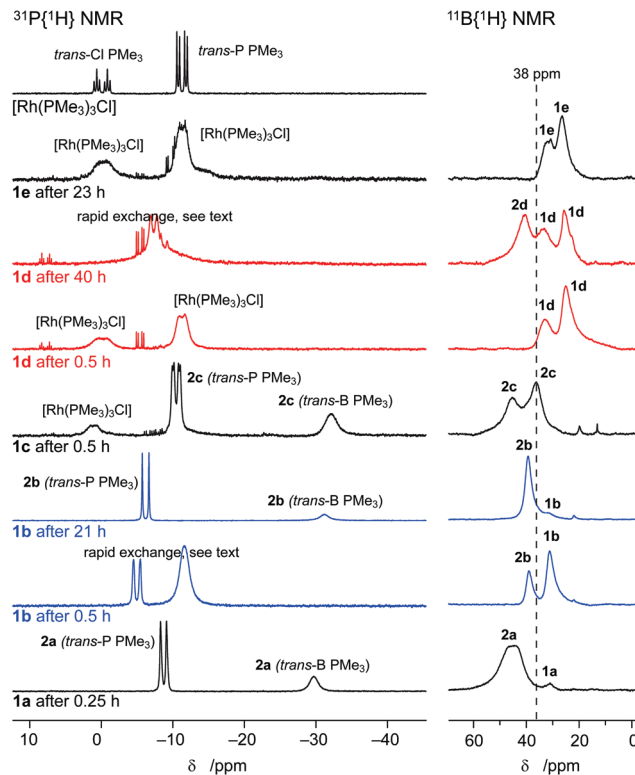 ³¹P{¹H} NMR
¹¹B{¹H} NMR
trans-Cl PMe₃
trans-P PMe₃
38 ppm
[Rh(PMe₃)₃Cl]
1e
[Rh(PMe₃)₃Cl]
[Rh(PMe₃)₃Cl]
1e
1e after 23 h
rapid exchange, see text
2d
1d
1d
1d after 40 h
[Rh(PMe₃)₃Cl]
[Rh(PMe₃)₃Cl]
1d
1d
1d after 0.5 h
2c (trans-P PMe₃)
2c (trans-B PMe₃)
[Rh(PMe₃)₃Cl]
2c
2c
1c after 0.5 h
2b (trans-P PMe₃)
2b (trans-B PMe₃)
2b
1b
1b after 21 h
rapid exchange, see text
2b
1b
1b after 0.5 h
2a (trans-P PMe₃)
2a (trans-B PMe₃)
2a
1a
1a after 0.25 h
10 0 –10 –20 –30 –40
60 40 20 0
δ /ppm
δ /ppm